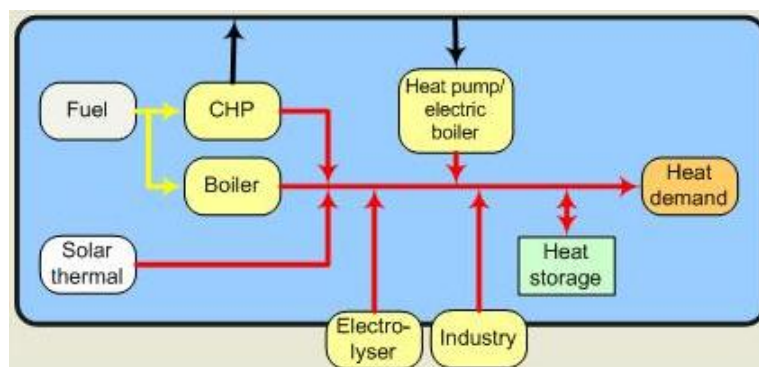 Fuel
CHP
Heat pump/
electric
boiler
Boiler
Heat
demand
Solar
thermal
Heat
storage
Electro-
lyser
Industry